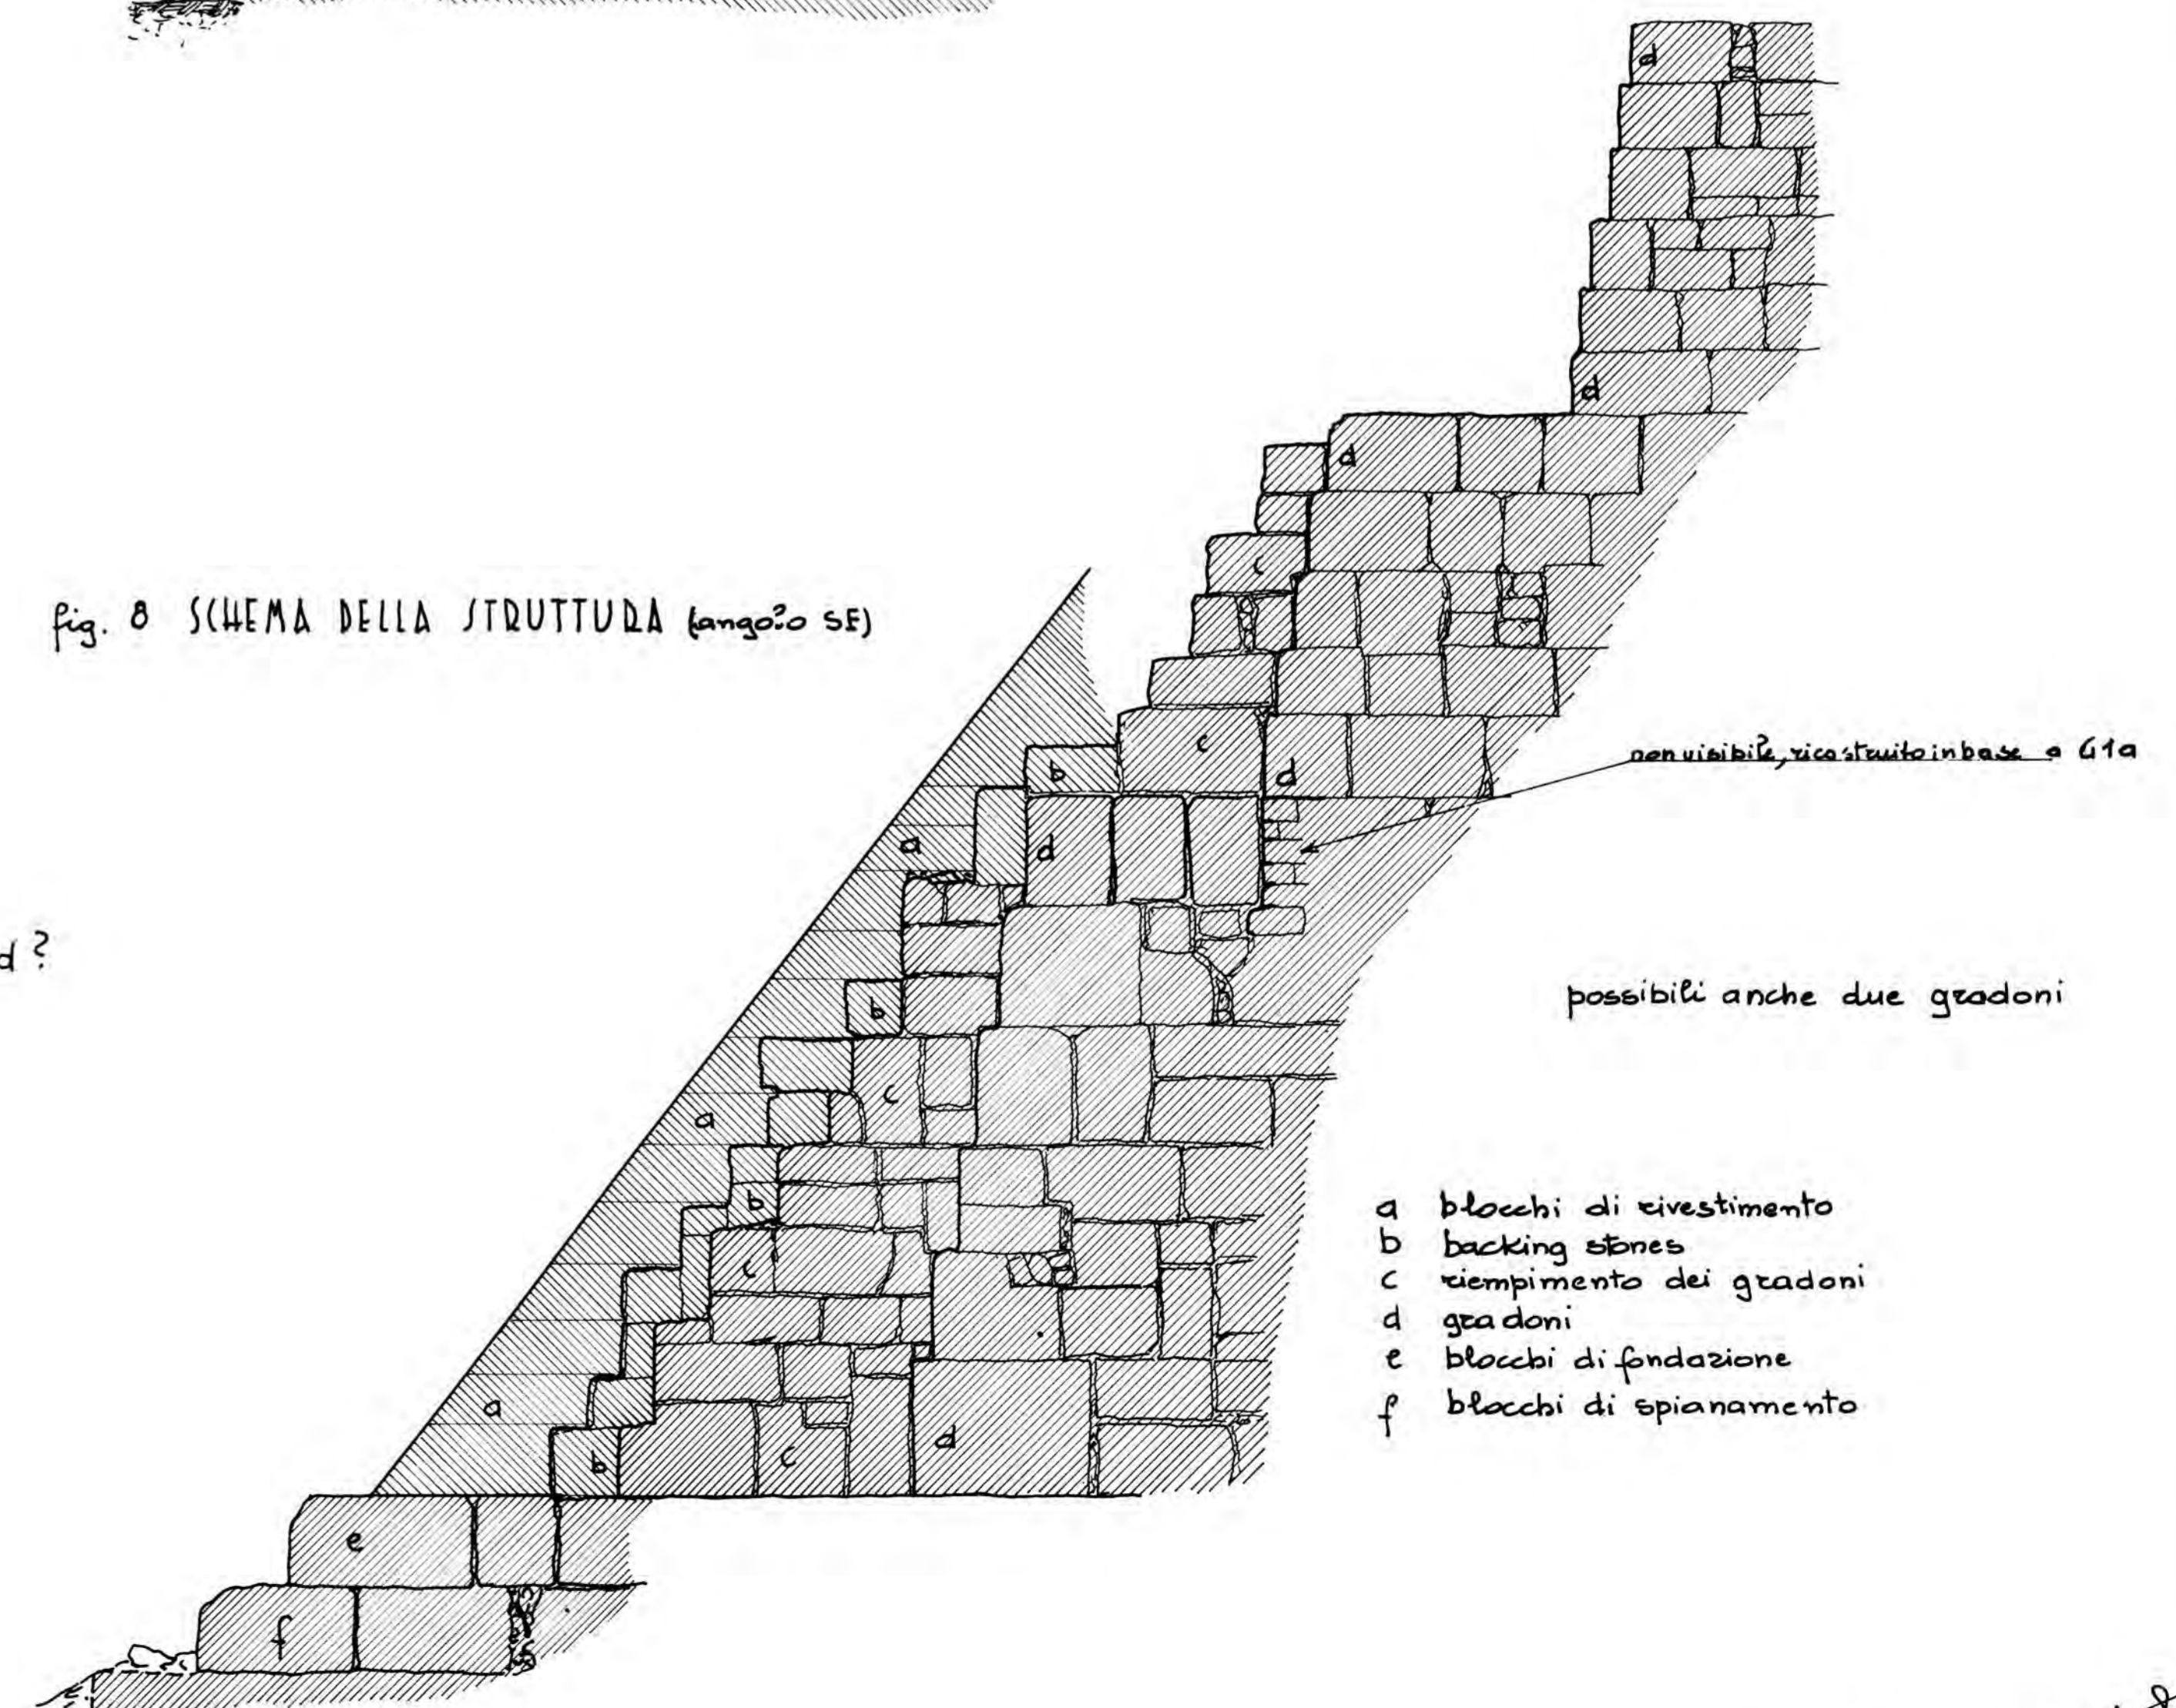 d
fig. 8 SCHEMA DELLA STRUTTURA (angolo SE)
d
d
c
c
d
b
non visibile, ricostruito in base a G1a
a
d
d?
b
possibili anche due gradoni
c
a
b
c
a
d
b
c
a blocchi di rivestimento
b backing stones
c riempimento dei gradoni
d gradoni
e blocchi di fondazione
f blocchi di spianamento
e
f